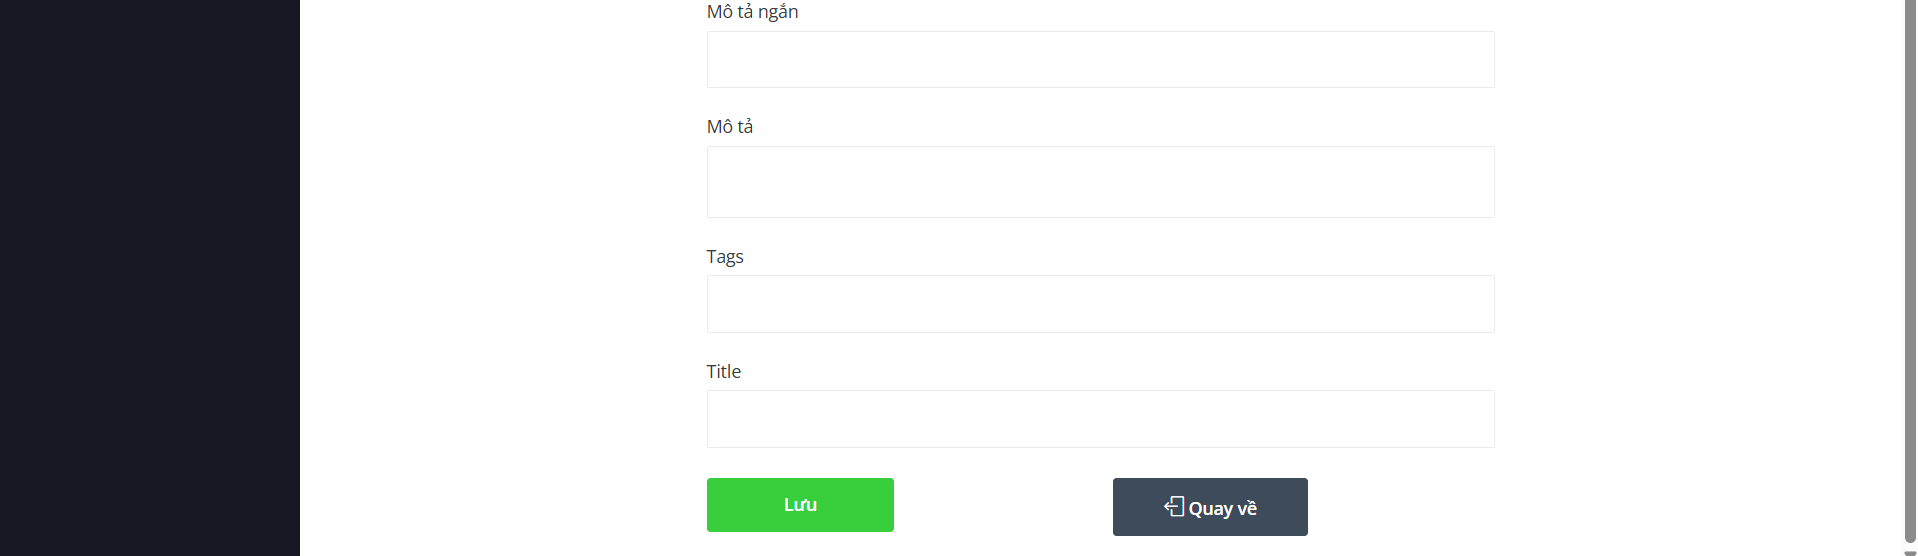 Mô tả ngắn
Mô tả
Tags
Title
Lưu
Quay về